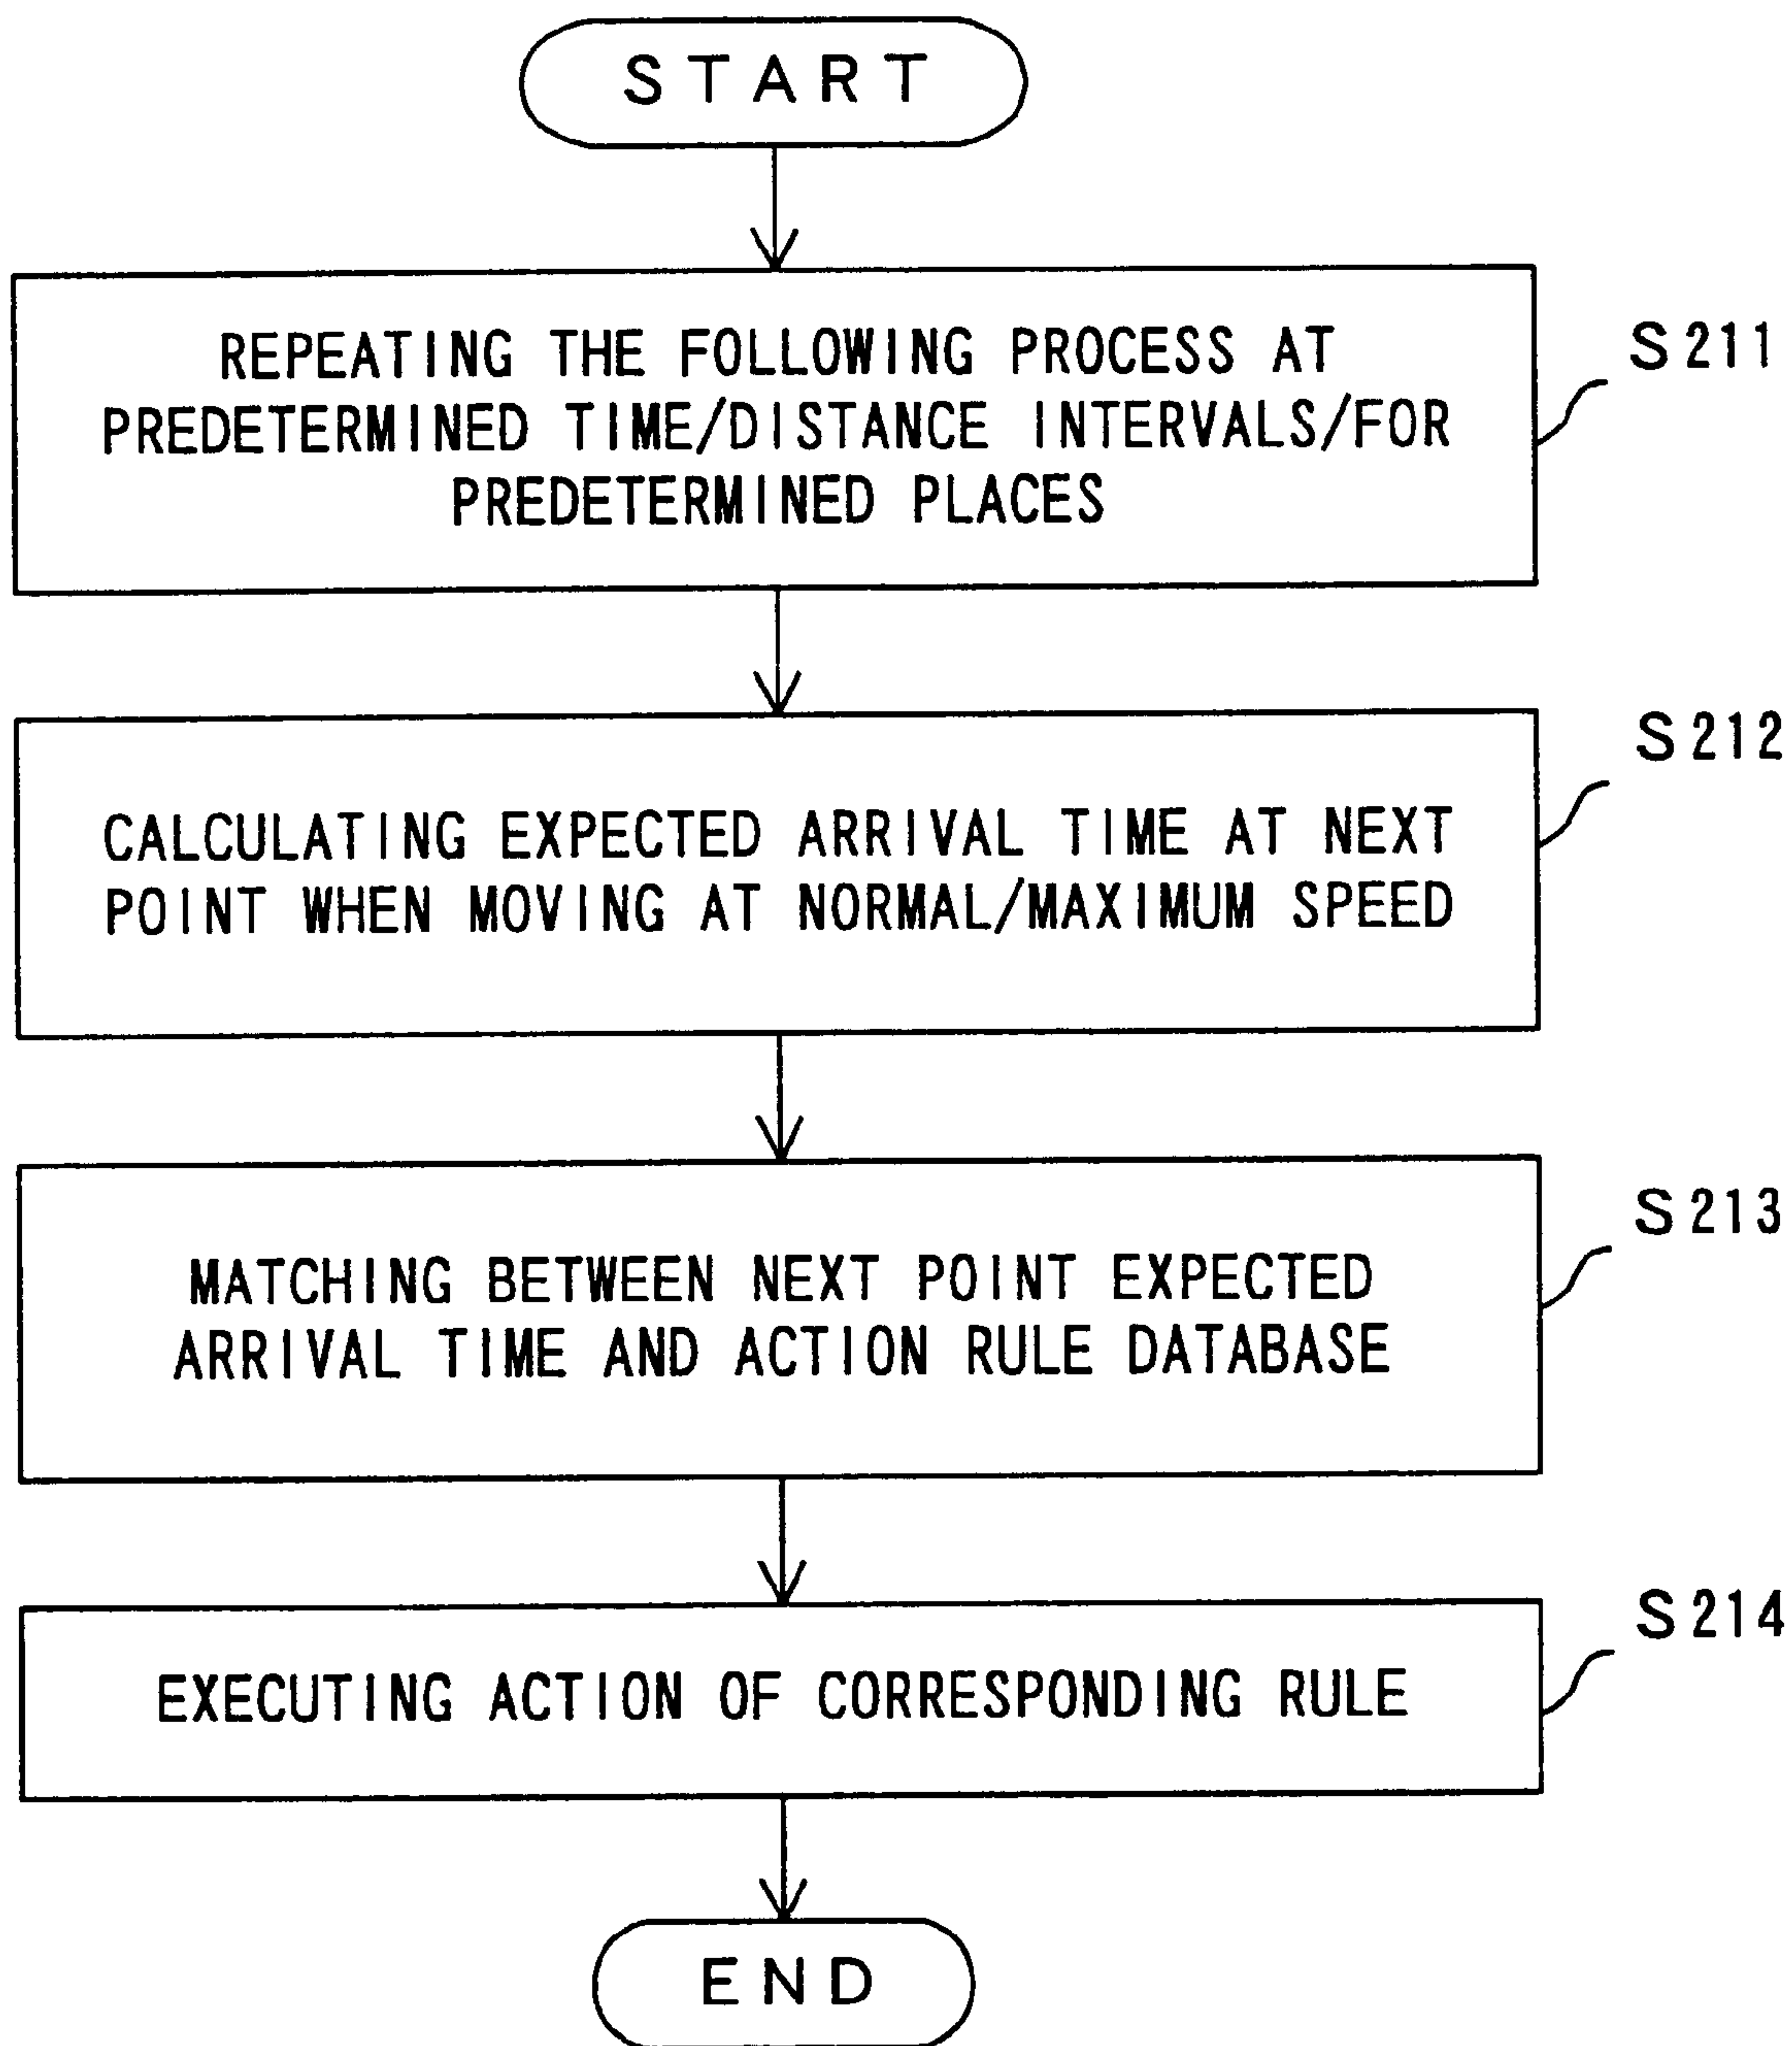 START
REPEATING THE FOLLOWING PROCESS AT
PREDETERMINED TIME/DISTANCE INTERVALS/FOR
PREDETERMINED PLACES
S211
CALCULATING EXPECTED ARRIVAL TIME AT NEXT
POINT WHEN MOVING AT NORMAL/MAXIMUM SPEED
S212
MATCHING BETWEEN NEXT POINT EXPECTED
ARRIVAL TIME AND ACTION RULE DATABASE
S213
EXECUTING ACTION OF CORRESPONDING RULE
S214
END